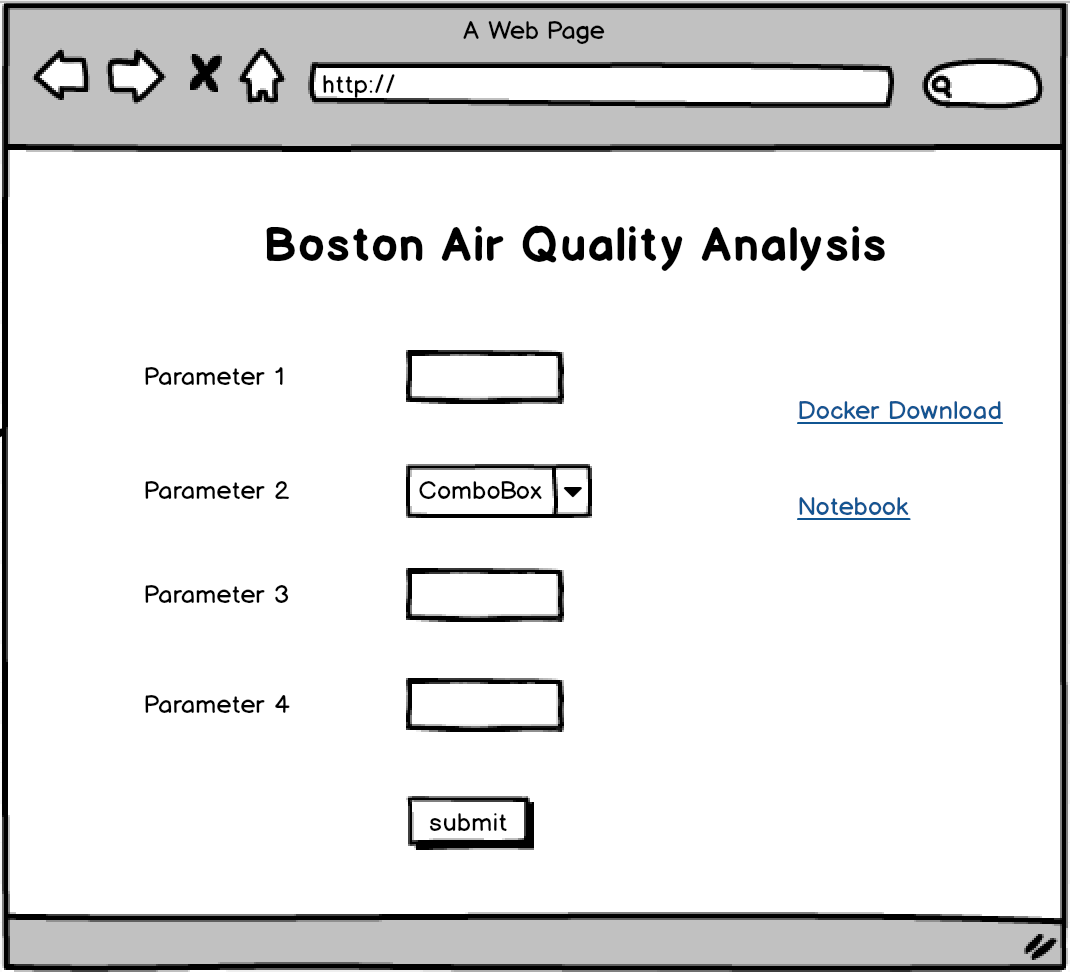 A Web Page
http://
Boston Air Quality Analysis
Parameter 1
Docker Download
Parameter 2
ComboBox
Notebook
Parameter 3
Parameter 4
submit